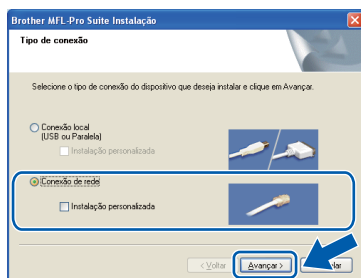 Brother MFL-Pro Suite Instalação
Tipo de conexão
Selecione o tipo de conexão do dispositivo que deseja instalar e clique em Avançar.
Conexão local
(USB ou Paralela)
Instalação personalizada
Conexão de rede
Instalação personalizada
< Voltar Avançar >